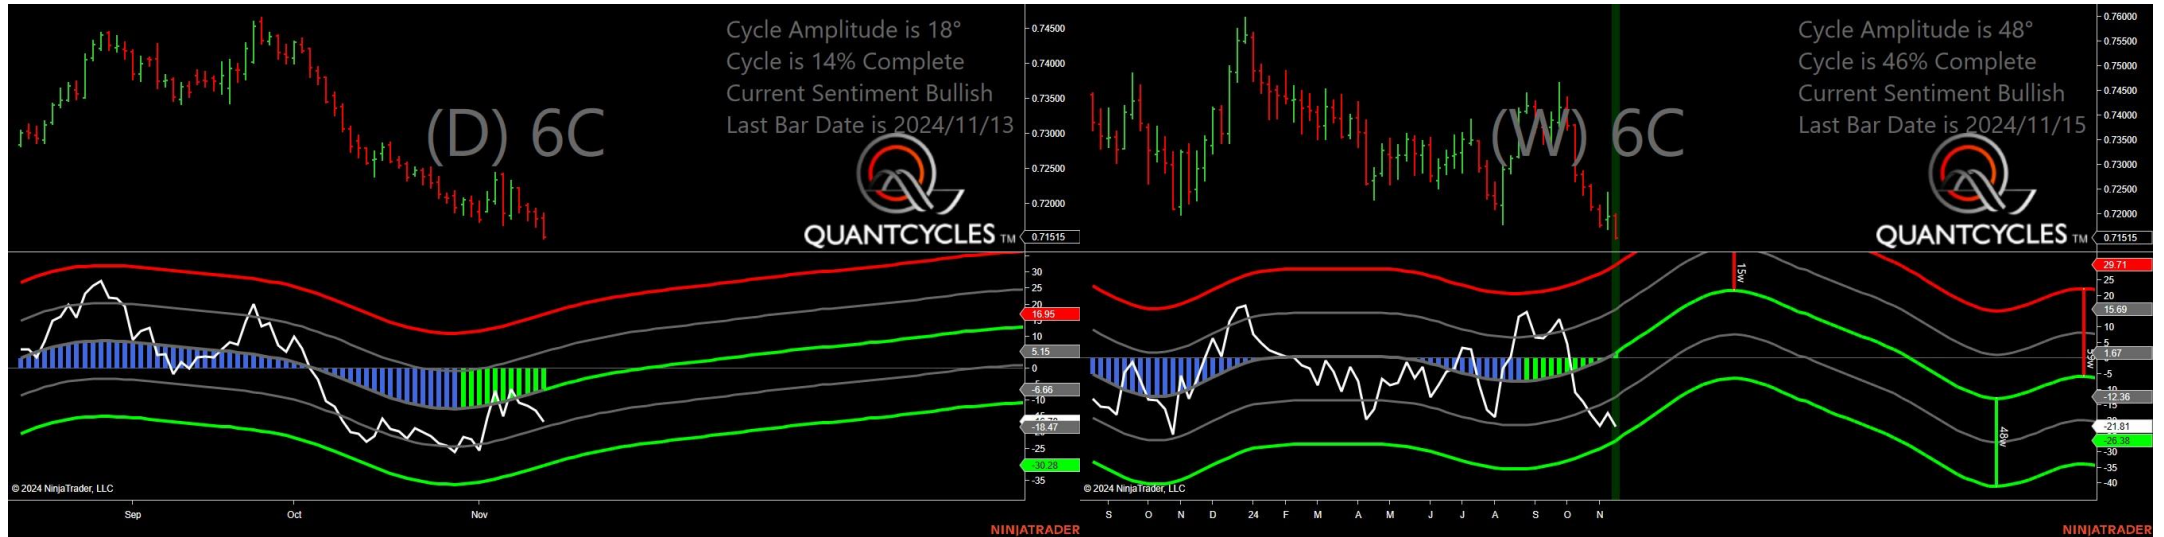 Cycle Amplitude is 18°
Cycle is 14% Complete
Current Sentiment Bullish
Last Bar Date is 2024/11/13
(D) 6C
QUANTCYCLES TM
0.74500
0.74000
0.73500
0.73000
0.72500
0.72000
0.71515
30
25
20
16.95
10
5.15
0
-6.66
-10
-18.47
-30.28
-35
© 2024 NinjaTrader, LLC
Sep
Oct
Nov
NINJATRADER
Cycle Amplitude is 48°
Cycle is 46% Complete
Current Sentiment Bullish
Last Bar Date is 2024/11/15
(W) 6C
QUANTCYCLES TM
0.76000
0.75500
0.75000
0.74500
0.74000
0.73500
0.73000
0.72500
0.72000
0.71515
15w
48w
29.71
25
20
15.69
10
5
1.67
-5
-12.36
-15
-21.81
-26.38
-30
-35
-40
© 2024 NinjaTrader, LLC
S O N D 24 F M A M J J A S O N
NINJATRADER